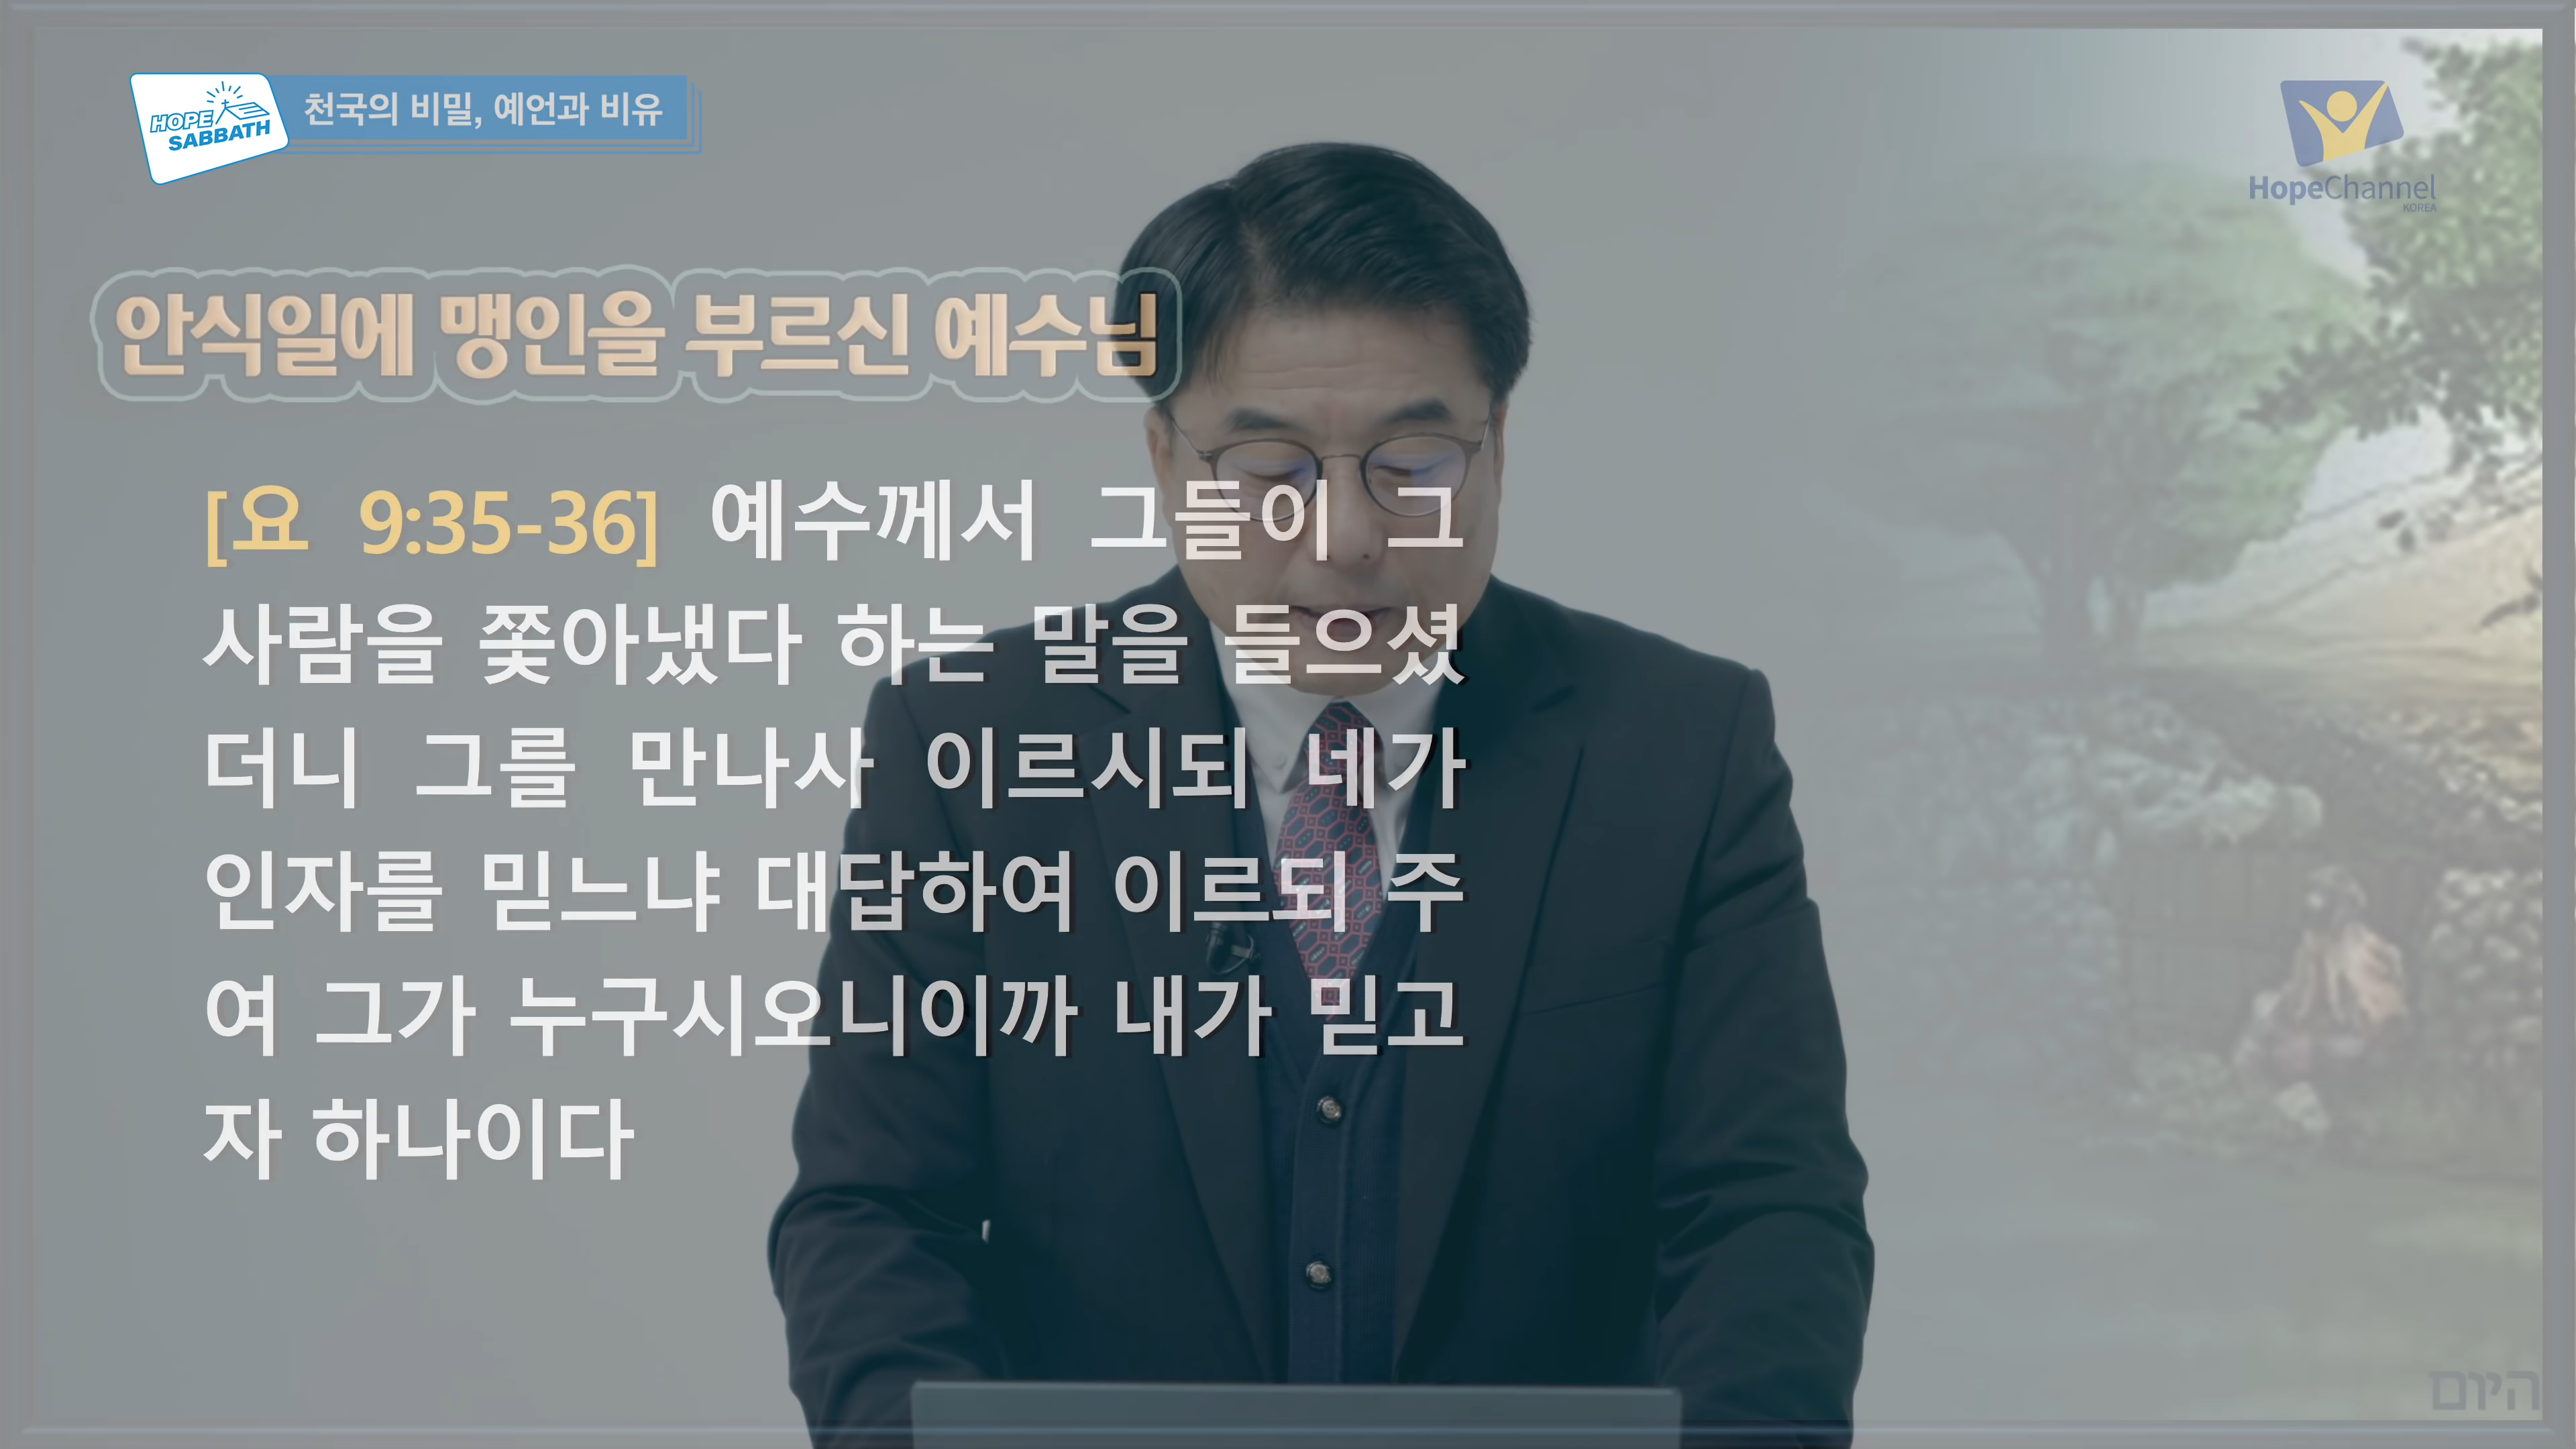 HOPE
SABBATH
천국의 비밀, 예언과 비유
HopeChannel
KOREA
안식일에 맹인을 부르신 예수님
[요 9:35-36] 예수께서 그들이 그
사람을 쫓아냈다 하는 말을 들으셨
더니 그를 만나사 이르시되 네가
인자를 믿느냐 대답하여 이르되 주
여 그가 누구시오니이까 내가 믿고
자 하나이다
היום